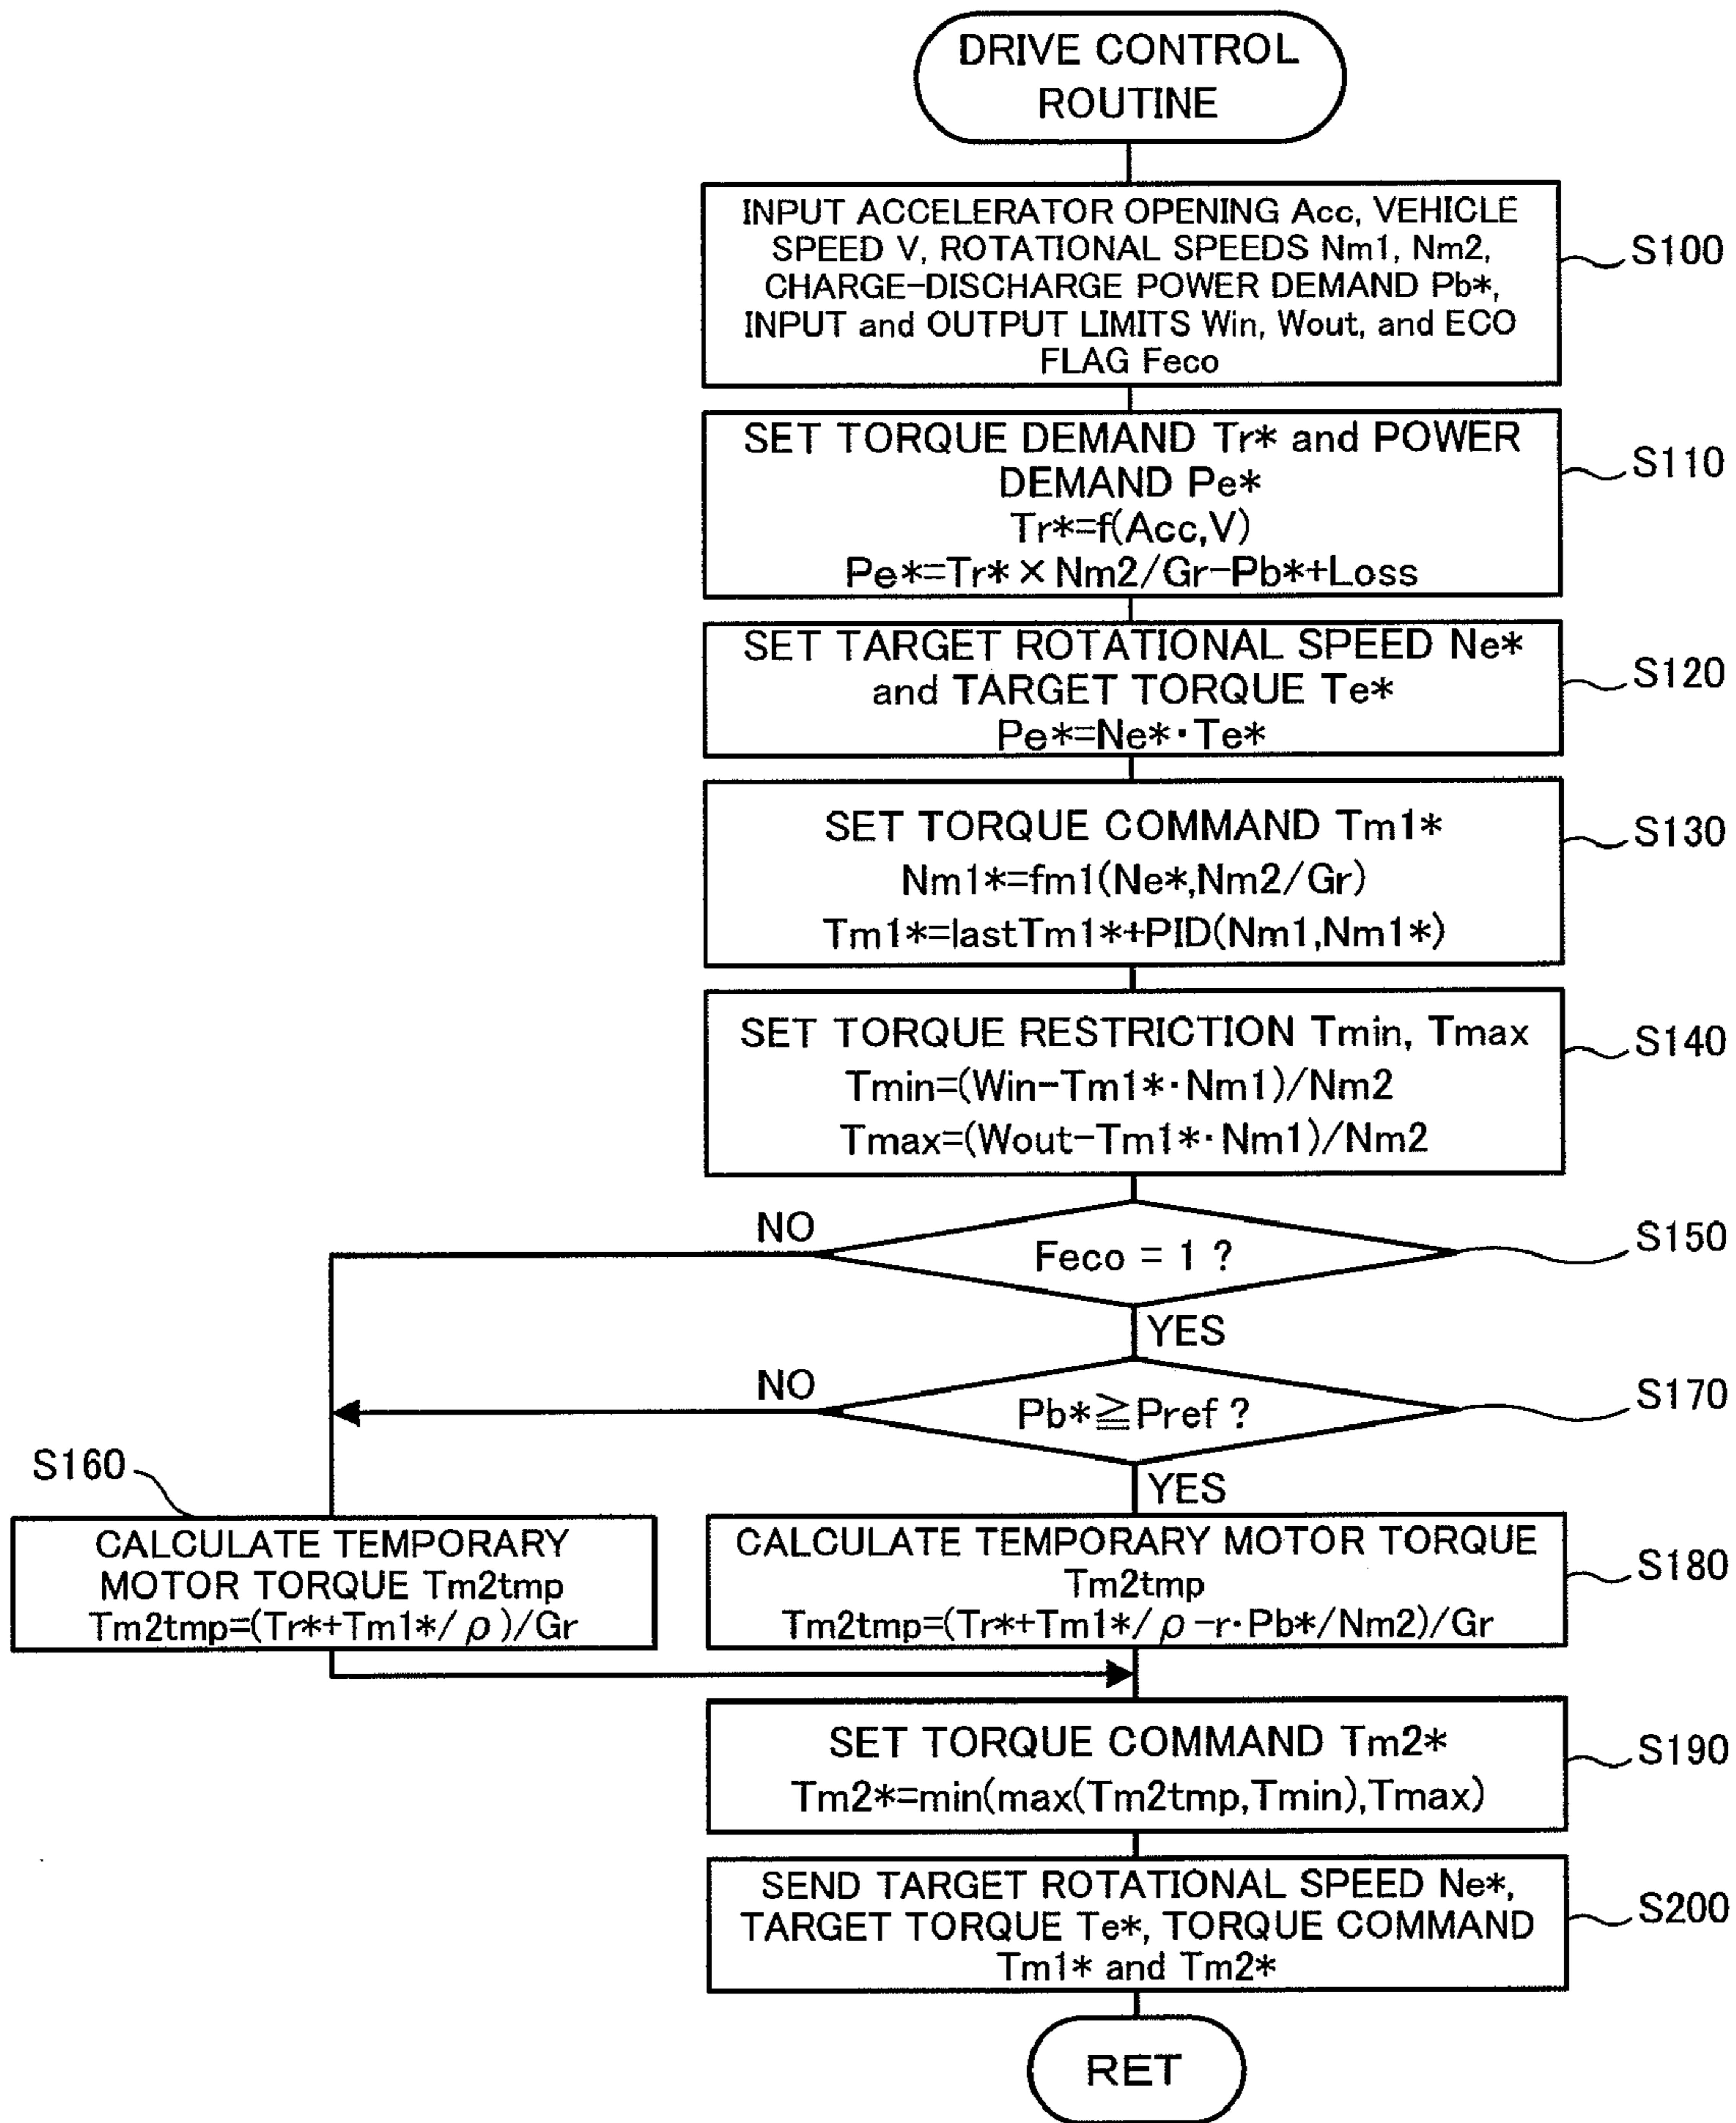 DRIVE CONTROL
ROUTINE
INPUT ACCELERATOR OPENING Acc, VEHICLE
SPEED V, ROTATIONAL SPEEDS Nm1, Nm2,
CHARGE-DISCHARGE POWER DEMAND Pb*,
INPUT and OUTPUT LIMITS Win, Wout, and ECO
FLAG Feco
S100
SET TORQUE DEMAND Tr* and POWER
DEMAND Pe*
Tr*=f(Acc,V)
Pe*=Tr*×Nm2/Gr-Pb*+Loss
S110
SET TARGET ROTATIONAL SPEED Ne*
and TARGET TORQUE Te*
Pe*=Ne*·Te*
S120
SET TORQUE COMMAND Tm1*
Nm1*=fm1(Ne*,Nm2/Gr)
Tm1*=lastTm1*+PID(Nm1,Nm1*)
S130
SET TORQUE RESTRICTION Tmin, Tmax
Tmin=(Win-Tm1*·Nm1)/Nm2
Tmax=(Wout-Tm1*·Nm1)/Nm2
S140
NO
Feco = 1 ?
S150
YES
NO
Pb*≧Pref ?
S170
YES
S160
CALCULATE TEMPORARY
MOTOR TORQUE Tm2tmp
Tm2tmp=(Tr*+Tm1*/ρ)/Gr
CALCULATE TEMPORARY MOTOR TORQUE
Tm2tmp
Tm2tmp=(Tr*+Tm1*/ρ-r·Pb*/Nm2)/Gr
S180
SET TORQUE COMMAND Tm2*
Tm2*=min(max(Tm2tmp,Tmin),Tmax)
S190
SEND TARGET ROTATIONAL SPEED Ne*,
TARGET TORQUE Te*, TORQUE COMMAND
Tm1* and Tm2*
S200
RET